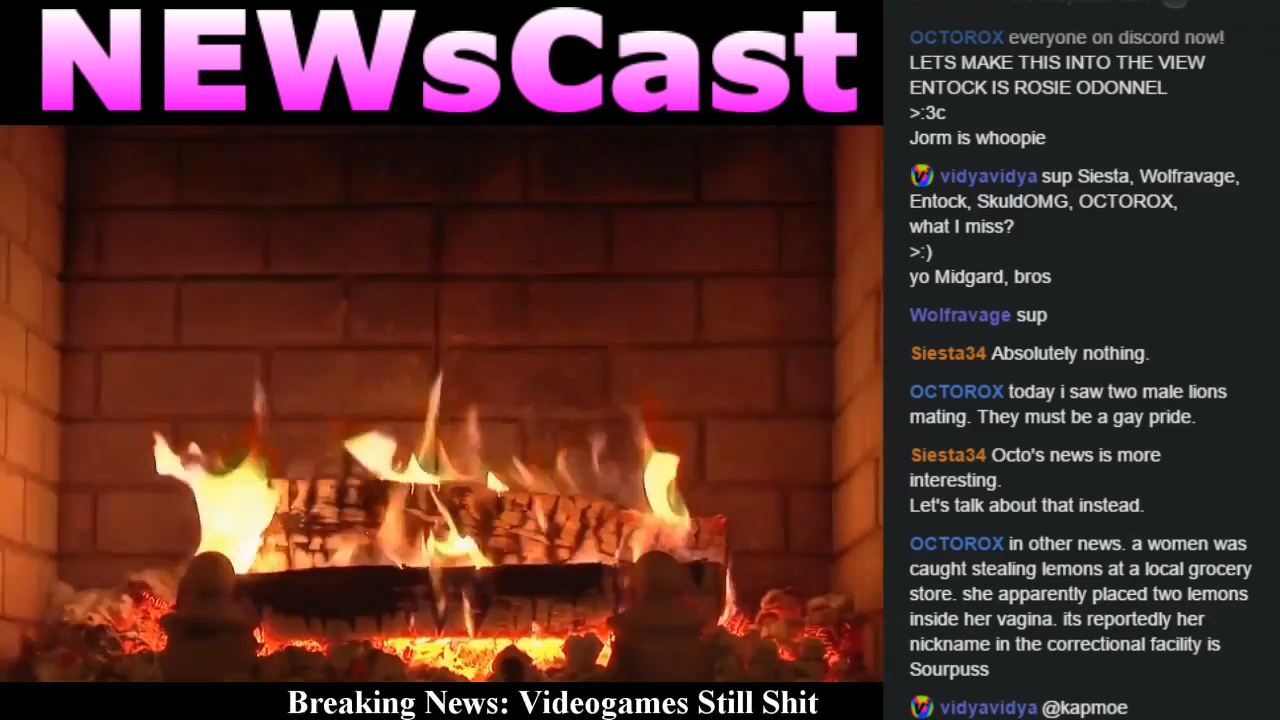 NEWsCast
OCTOROX everyone on discord now!
LETS MAKE THIS INTO THE VIEW
ENTOCK IS ROSIE ODONNEL
>:3c
Jorm is whoopie
vidyavidya sup Siesta, Wolfravage,
Entock, SkuldOMG, OCTOROX,
what I miss?
>:)
yo Midgard, bros
Wolfravage sup
Siesta34 Absolutely nothing.
OCTOROX today i saw two male lions
mating. They must be a gay pride.
Siesta34 Octo's news is more
interesting.
Let's talk about that instead.
OCTOROX in other news. a women was
caught stealing lemons at a local grocery
store. she apparently placed two lemons
inside her vagina. its reportedly her
nickname in the correctional facility is
Sourpuss
vidyavidya @kapmoe
Breaking News: Videogames Still Shit